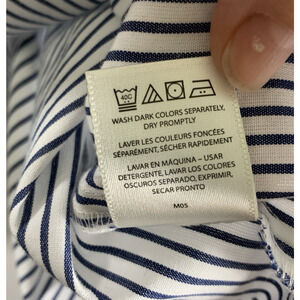 40C
WASH DARK COLORS SEPARATELY,
DRY PROMPTLY
LAVER LES COULEURS FONCÉES
SÉPARÉMENT, SÉCHER RAPIDEMENT
LAVAR EN MÁQUINA – USAR
DETERGENTE, LAVAR LOS COLORES
OSCUROS SEPARADO, EXPRIMIR,
SECAR PRONTO
M05